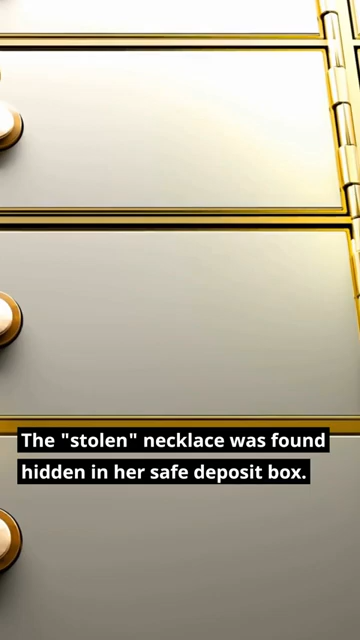 The "stolen" necklace was found
hidden in her safe deposit box.